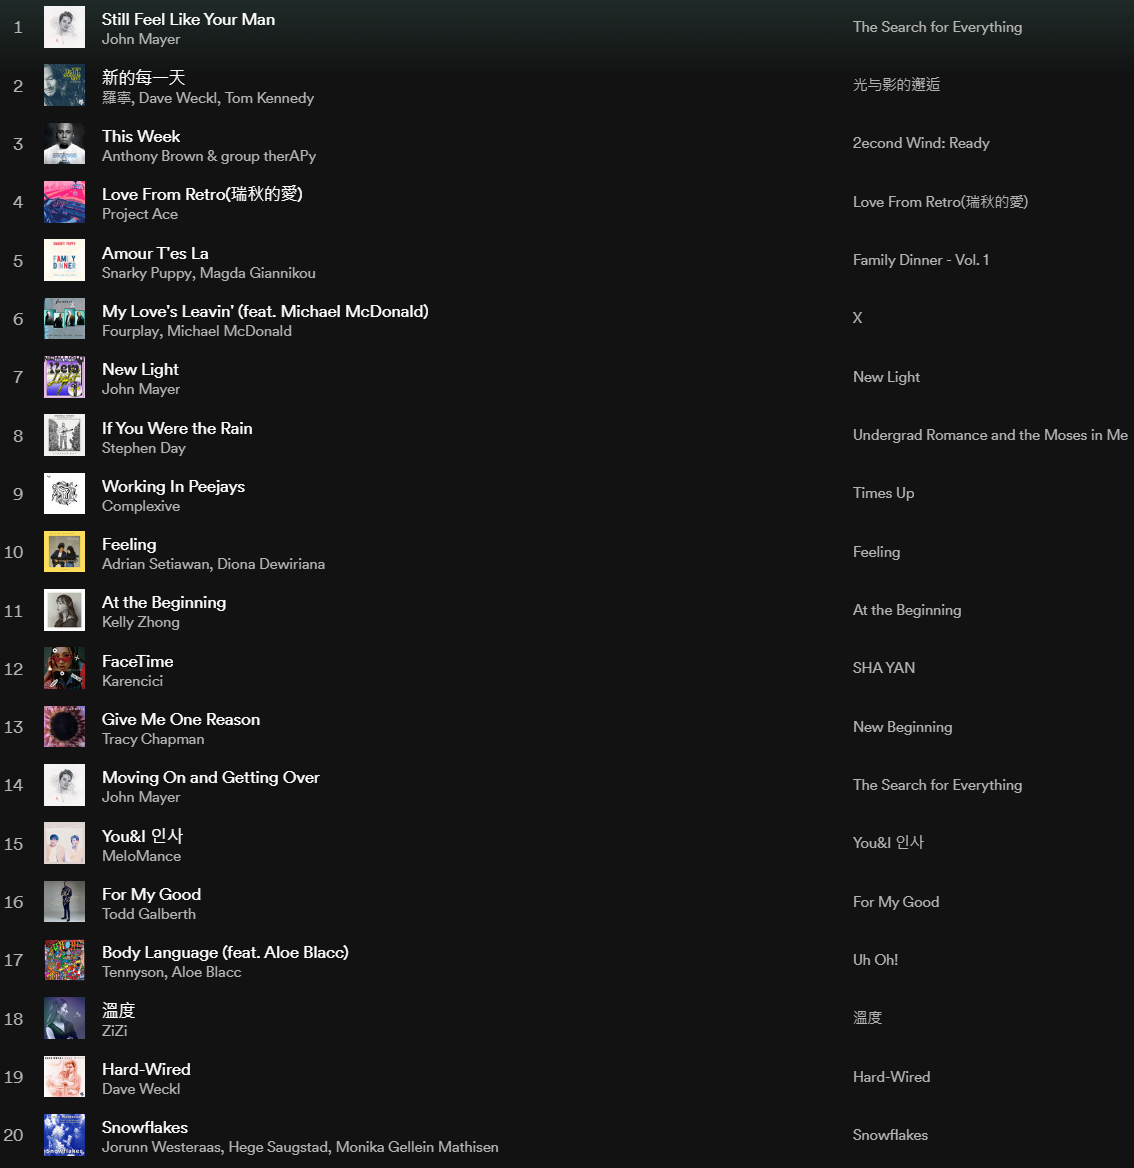 1
Still Feel Like Your Man
John Mayer
The Search for Everything
2
新的每一天
羅寧, Dave Weckl, Tom Kennedy
光与影的邂逅
3
This Week
Anthony Brown & group therAPy
2econd Wind: Ready
4
Love From Retro(瑞秋的愛)
Project Ace
Love From Retro(瑞秋的愛)
5
Amour T'es La
Snarky Puppy, Magda Giannikou
Family Dinner - Vol. 1
6
My Love's Leavin' (feat. Michael McDonald)
Fourplay, Michael McDonald
X
7
New Light
John Mayer
New Light
8
If You Were the Rain
Stephen Day
Undergrad Romance and the Moses in Me
9
Working In Peejays
Complexive
Times Up
10
Feeling
Adrian Setiawan, Diona Dewiriana
Feeling
11
At the Beginning
Kelly Zhong
At the Beginning
12
FaceTime
Karencici
SHA YAN
13
Give Me One Reason
Tracy Chapman
New Beginning
14
Moving On and Getting Over
John Mayer
The Search for Everything
15
You&I 인사
MeloMance
You&I 인사
16
For My Good
Todd Galberth
For My Good
17
Body Language (feat. Aloe Blacc)
Tennyson, Aloe Blacc
Uh Oh!
18
溫度
ZiZi
溫度
19
Hard-Wired
Dave Weckl
Hard-Wired
20
Snowflakes
Jorunn Westeraas, Hege Saugstad, Monika Gellein Mathisen
Snowflakes